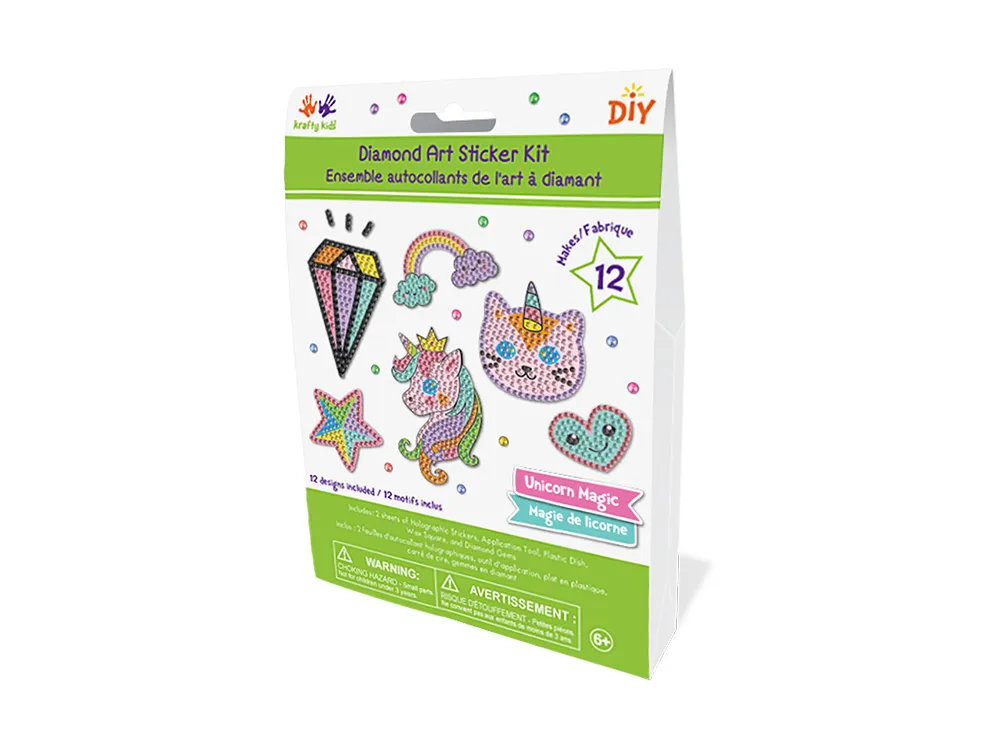 krafty kids
DIY
Diamond Art Sticker Kit
Ensemble autocollants de l'art à diamant
Makes/Fabrique
12
12 designs included / 12 motifs inclus
Unicorn Magic
Magie de licorne
Includes: 2 sheets of Holographic Stickers, Application Tool, Plastic Dish,
Wax Square, and Diamond Gems
Inclus : 2 feuilles d'autocollant holographiques, outil d'application, plat en plastique,
carré de cire, gemmes en diamant
WARNING:
CHOKING HAZARD - Small parts
Not for children under 3 years.
AVERTISSEMENT :
RISQUE D'ÉTOUFFEMENT - Petites pièces
Ne convient pas aux enfants de moins de 3 ans.
6+